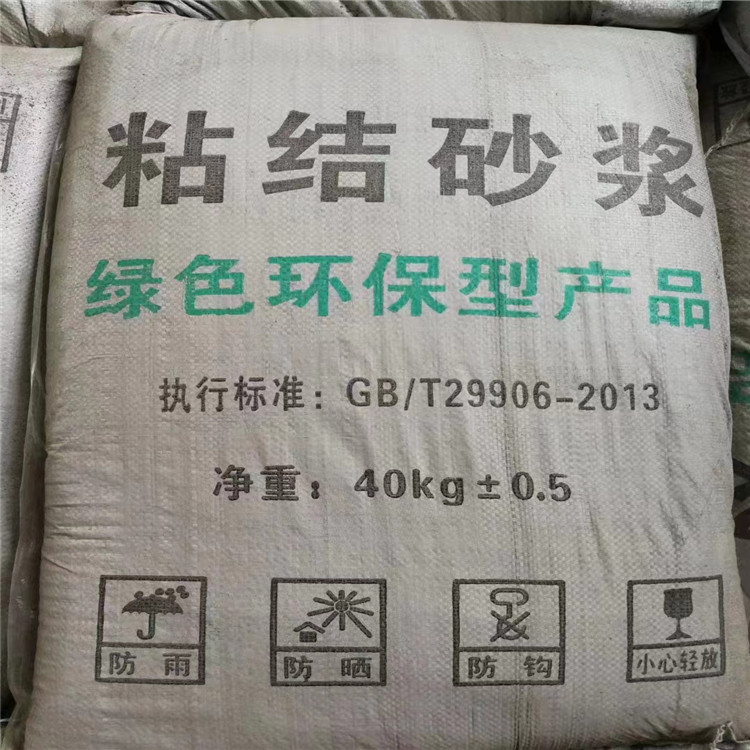 粘结砂浆
绿色环保型产品
执行标准：GB/T29906-2013
净重：40kg±0.5
防雨 防晒 防钩 小心轻放